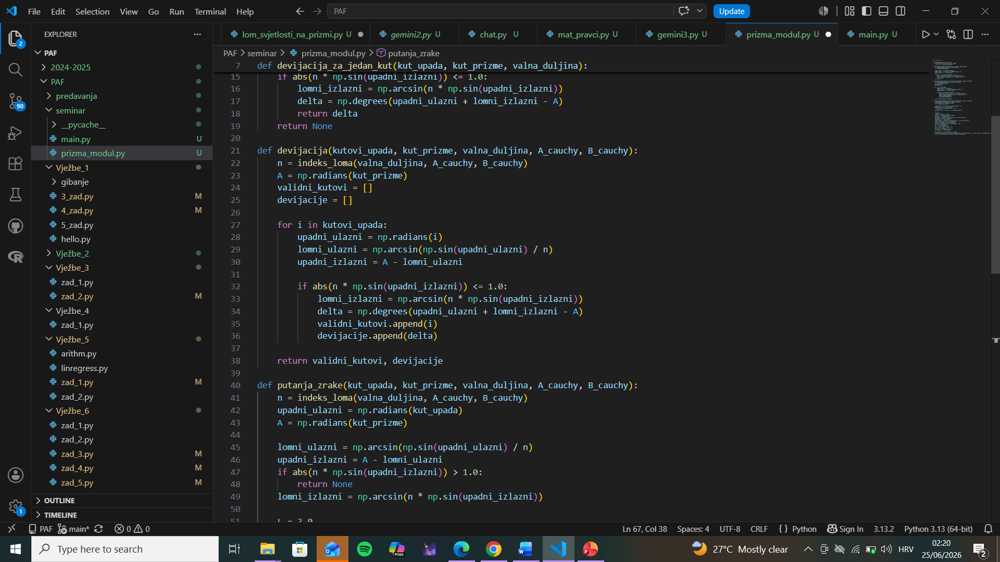 File Edit Selection View Go Run Terminal Help
PAF
Update
EXPLORER
PAF
2024-2025
PAF
predavanja
seminar
__pycache__
main.py U
prizma_modul.py U
Vježbe_1
gibanje
3_zad.py M
4_zad.py M
5_zad.py
hello.py
Vježbe_2
Vježbe_3
zad_1.py
zad_2.py M
Vježbe_4
zad_1.py
Vježbe_5
arithm.py
linregress.py
zad_1.py M
zad_2.py
Vježbe_6
zad_1.py
zad_2.py
zad_3.py M
zad_4.py M
zad_5.py M
OUTLINE
TIMELINE
2
90
1
lom_svjetlosti_na_prizmi.py U gemini2.py U chat.py U mat_pravci.py U gemini3.py U prizma_modul.py U main.py U
PAF > seminar > prizma_modul.py > putanja_zrake
7 def devijacija_za_jedan_kut(kut_upada, kut_prizme, valna_duljina):
15 if abs(n * np.sin(upadni_izlazni)) <= 1.0:
16 lomni_izlazni = np.arcsin(n * np.sin(upadni_izlazni))
17 delta = np.degrees(upadni_ulazni + lomni_izlazni - A)
18 return delta
19 return None
20
21 def devijacija(kutovi_upada, kut_prizme, valna_duljina, A_cauchy, B_cauchy):
22 n = indeks_loma(valna_duljina, A_cauchy, B_cauchy)
23 A = np.radians(kut_prizme)
24 validni_kutovi = []
25 devijacije = []
26
27 for i in kutovi_upada:
28 upadni_ulazni = np.radians(i)
29 lomni_ulazni = np.arcsin(np.sin(upadni_ulazni) / n)
30 upadni_izlazni = A - lomni_ulazni
31
32 if abs(n * np.sin(upadni_izlazni)) <= 1.0:
33 lomni_izlazni = np.arcsin(n * np.sin(upadni_izlazni))
34 delta = np.degrees(upadni_ulazni + lomni_izlazni - A)
35 validni_kutovi.append(i)
36 devijacije.append(delta)
37
38 return validni_kutovi, devijacije
39
40 def putanja_zrake(kut_upada, kut_prizme, valna_duljina, A_cauchy, B_cauchy):
41 n = indeks_loma(valna_duljina, A_cauchy, B_cauchy)
42 upadni_ulazni = np.radians(kut_upada)
43 A = np.radians(kut_prizme)
44
45 lomni_ulazni = np.arcsin(np.sin(upadni_ulazni) / n)
46 upadni_izlazni = A - lomni_ulazni
47 if abs(n * np.sin(upadni_izlazni)) > 1.0:
48 return None
49 lomni_izlazni = np.arcsin(n * np.sin(upadni_izlazni))
50
51
PAF main* 0 0 Ln 67, Col 38 Spaces: 4 UTF-8 CRLF {} Python Sign In 3.13.2 Python 3.13 (64-bit)
Type here to search
M365
27°C Mostly clear
HRV
02:20
25/06/2026
2